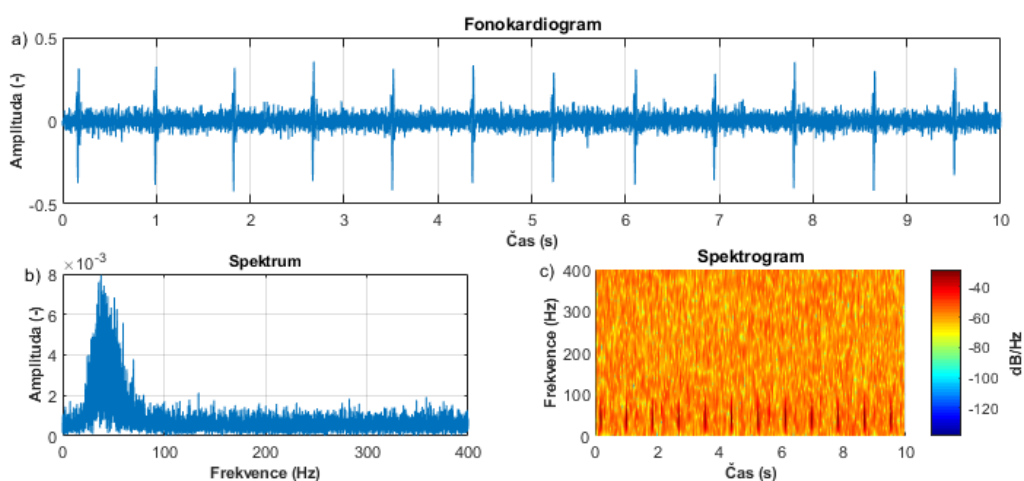 Fonokardiogram
a)
0.5
0
-0.5
Amplituda (-)
0 1 2 3 4 5 6 7 8 9 10
Čas (s)
b)
Spektrum
×10⁻³
8
6
4
2
0
Amplituda (-)
0 100 200 300 400
Frekvence (Hz)
c)
Spektrogram
400
300
200
100
0
Frekvence (Hz)
0 2 4 6 8 10
Čas (s)
-40
-60
-80
-100
-120
dB/Hz